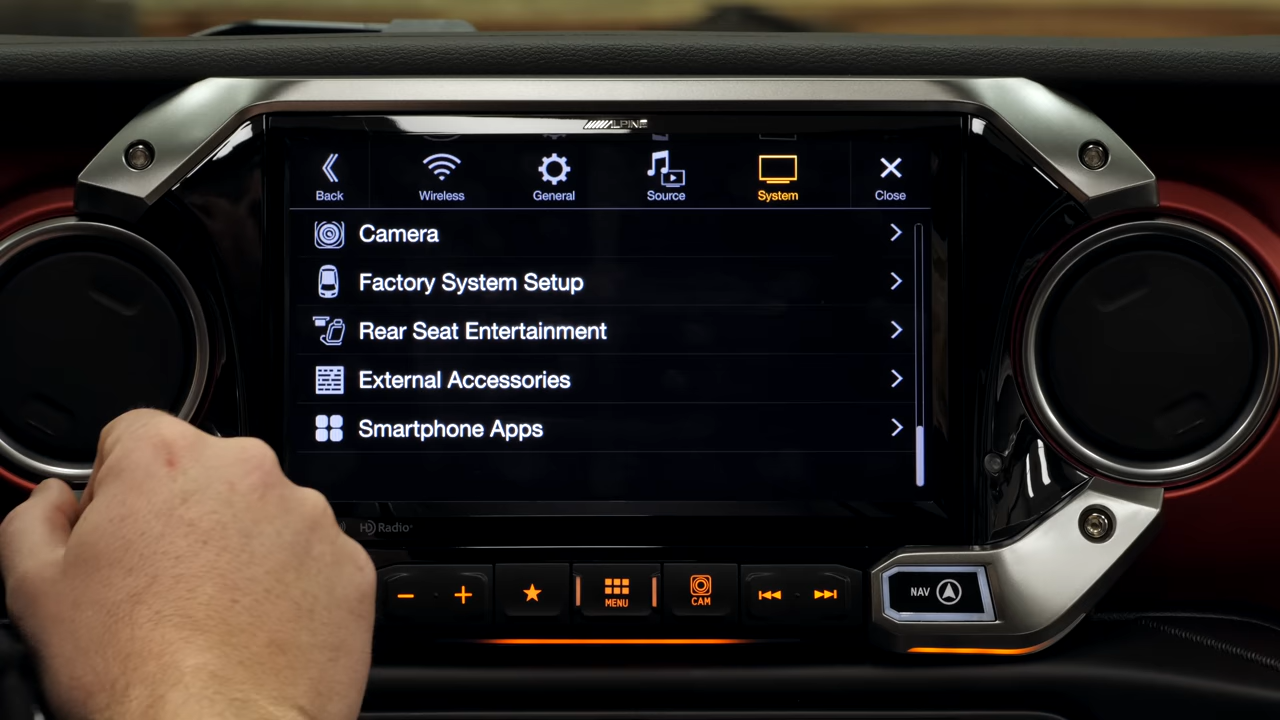 ALPINE
Back
Wireless
General
Source
System
Close
Camera
Factory System Setup
Rear Seat Entertainment
External Accessories
Smartphone Apps
HD Radio
MENU
CAM
NAV